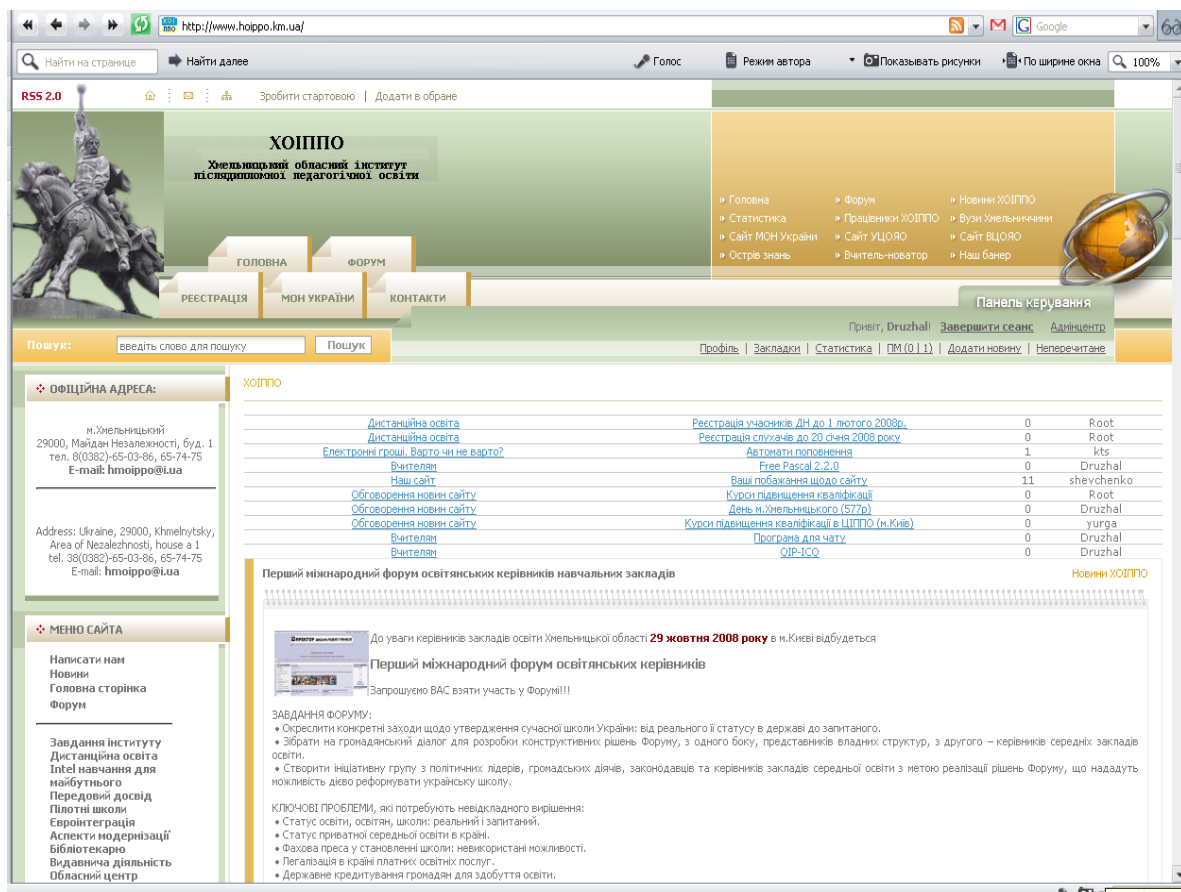 http://www.hoippo.km.ua/
Google
Найти на странице
Найти далее
Голос
Режим автора
Показывать рисунки
По ширине окна
100%
RSS 2.0
Зробити стартовою | Додати в обране
ХОІППО
Хмельницький обласний інститут
післядипломної педагогічної освіти
» Головна » Форум » Новини ХОІППО
» Статистика » Працівники ХОІППО » Вузи Хмельниччини
» Сайт МОН України » Сайт УЦОЯО » Сайт ВЦОЯО
» Острів знань » Вчитель-новатор » Наш банер
ГОЛОВНА ФОРУМ
РЕЄСТРАЦІЯ МОН УКРАЇНИ КОНТАКТИ
Панель керування
Привіт, Druzhal! Завершити сеанс Адмінцентр
Пошук: введіть слово для пошуку Пошук
Профіль | Закладки | Статистика | ПМ (0 | 1) | Додати новину | Непрочитане
ОФІЦІЙНА АДРЕСА:
м.Хмельницький
29000, Майдан Незалежності, буд. 1
тел. 8(0382)-65-03-86, 65-74-75
E-mail: hmoippo@i.ua
Address: Ukraine, 29000, Khmelnytsky,
Area of Nezalezhnosti, house a 1
tel. 38(0382)-65-03-86, 65-74-75
E-mail: hmoippo@i.ua
МЕНЮ САЙТА
Написати нам
Новини
Головна сторінка
Форум
Завдання інституту
Дистанційна освіта
Intel навчання для
майбутнього
Передовий досвід
Пілотні школи
Євроінтеграція
Аспекти модернізації
Бібліотекарю
Видавнича діяльність
Обласний центр
ХОІППО
Дистанційна освіта Реєстрація учасників ДН до 1 лютого 2008р. 0 Root
Дистанційна освіта Реєстрація слухачів до 20 січня 2008 року 0 Root
Електронні гроші. Варто чи не варто? Автомати поповнення 1 kts
Вчителям Free Pascal 2.2.0 0 Druzhal
Наш сайт Ваші побажання щодо сайту 11 shevchenko
Обговорення новин сайту Курси підвищення кваліфікації 0 Root
Обговорення новин сайту День м.Хмельницького (577р) 0 Druzhal
Обговорення новин сайту Курси підвищення кваліфікації в ЦІППО (м.Київ) 0 yurga
Вчителям Програма для чату 0 Druzhal
Вчителям QIP-ICQ 0 Druzhal
Перший міжнародний форум освітянських керівників навчальних закладів Новини ХОІППО
До уваги керівників закладів освіти Хмельницької області 29 жовтня 2008 року в м.Києві відбудеться
Перший міжнародний форум освітянських керівників
Запрошуємо ВАС взяти участь у Форумі!!!
ЗАВДАННЯ ФОРУМУ:
• Окреслити конкретні заходи щодо утвердження сучасної школи України: від реального її статусу в державі до запитаного.
• Зібрати на громадянський діалог для розробки конструктивних рішень Форуму, з одного боку, представників владних структур, з другого – керівників середніх закладів
освіти.
• Створити ініціативну групу з політичних лідерів, громадських діячів, законодавців та керівників закладів середньої освіти з метою реалізації рішень Форуму, що нададуть
можливість дієво реформувати українську школу.
КЛЮЧОВІ ПРОБЛЕМИ, які потребують невідкладного вирішення:
• Статус освіти, освітян, школи: реальний і запитаний.
• Статус приватної середньої освіти в країні.
• Фахова преса у становленні школи: невикористані можливості.
• Легалізація в країні платних освітніх послуг.
• Державне кредитування громадян для здобуття освіти.